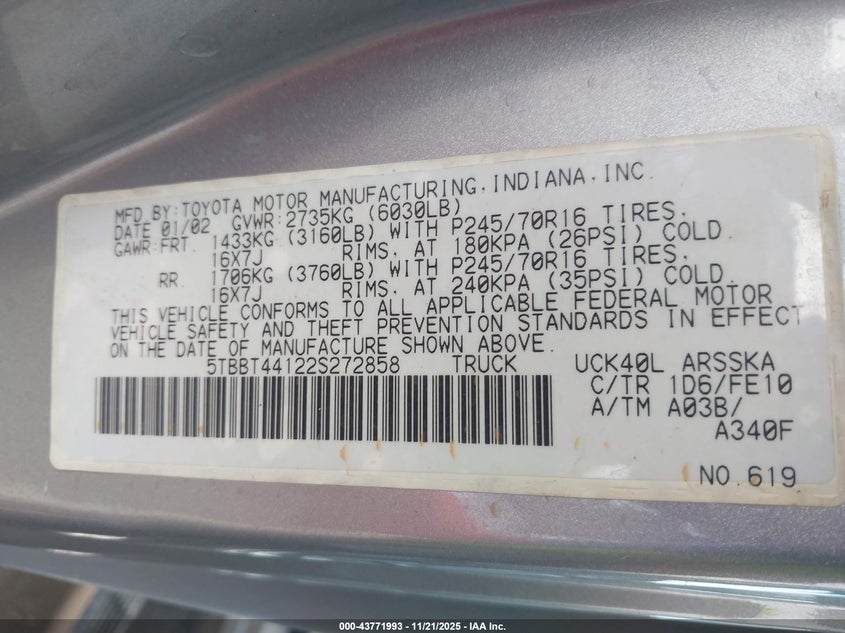 MFD BY:TOYOTA MOTOR MANUFACTURING, INDIANA, INC.
DATE 01/02 GVWR:2735KG (6030LB)
GAWR:FRT. 1433KG (3160LB) WITH P245/70R16 TIRES.
16X7J RIMS, AT 180KPA (26PSI) COLD.
RR. 1706KG (3760LB) WITH P245/70R16 TIRES.
16X7J RIMS, AT 240KPA (35PSI) COLD.
THIS VEHICLE CONFORMS TO ALL APPLICABLE FEDERAL MOTOR
VEHICLE SAFETY AND THEFT PREVENTION STANDARDS IN EFFECT
ON THE DATE OF MANUFACTURE SHOWN ABOVE.
5TBBT44122S272858 TRUCK UCK40L ARSSKA
C/TR 1D6/FE10
A/TM A03B/
A340F
NO.619
000-43771993 - 11/21/2025 - IAA Inc.